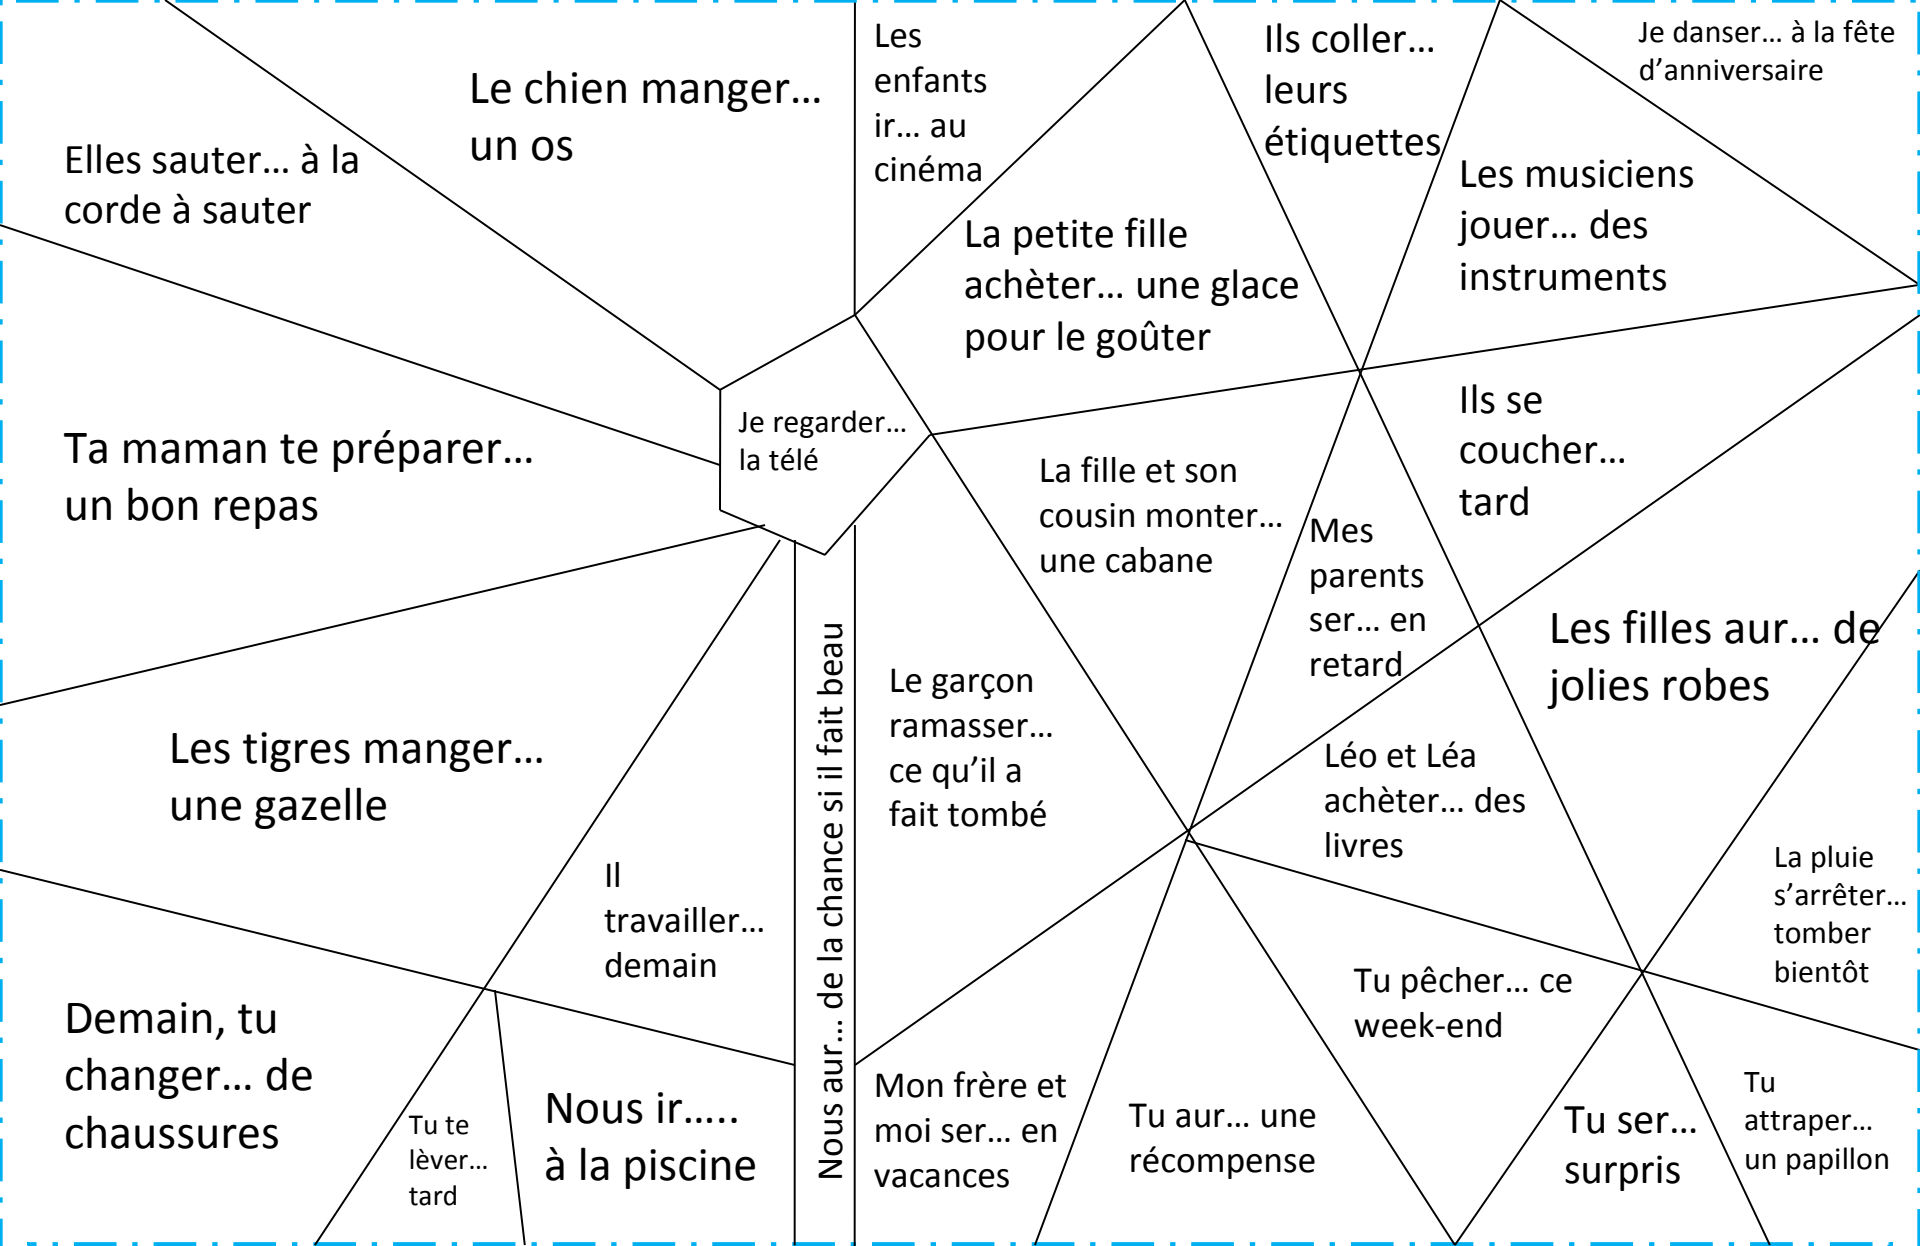 Le chien manger…
un os
Les
enfants
ir… au
cinéma
Ils coller…
leurs
étiquettes
Je danser… à la fête
d’anniversaire
Elles sauter… à la
corde à sauter
La petite fille
achèter… une glace
pour le goûter
Les musiciens
jouer… des
instruments
Ta maman te préparer…
un bon repas
Je regarder…
la télé
La fille et son
cousin monter…
une cabane
Mes
parents
ser… en
retard
Ils se
coucher…
tard
Les filles aur… de
jolies robes
Les tigres manger…
une gazelle
Il
travailler…
demain
Nous aur… de la chance si il fait beau
Le garçon
ramasser…
ce qu’il a
fait tombé
Léo et Léa
achèter… des
livres
La pluie
s’arrêter…
tomber
bientôt
Demain, tu
changer… de
chaussures
Tu te
lèver…
tard
Nous ir…..
à la piscine
Mon frère et
moi ser… en
vacances
Tu aur… une
récompense
Tu pêcher… ce
week-end
Tu ser…
surpris
Tu
attraper…
un papillon